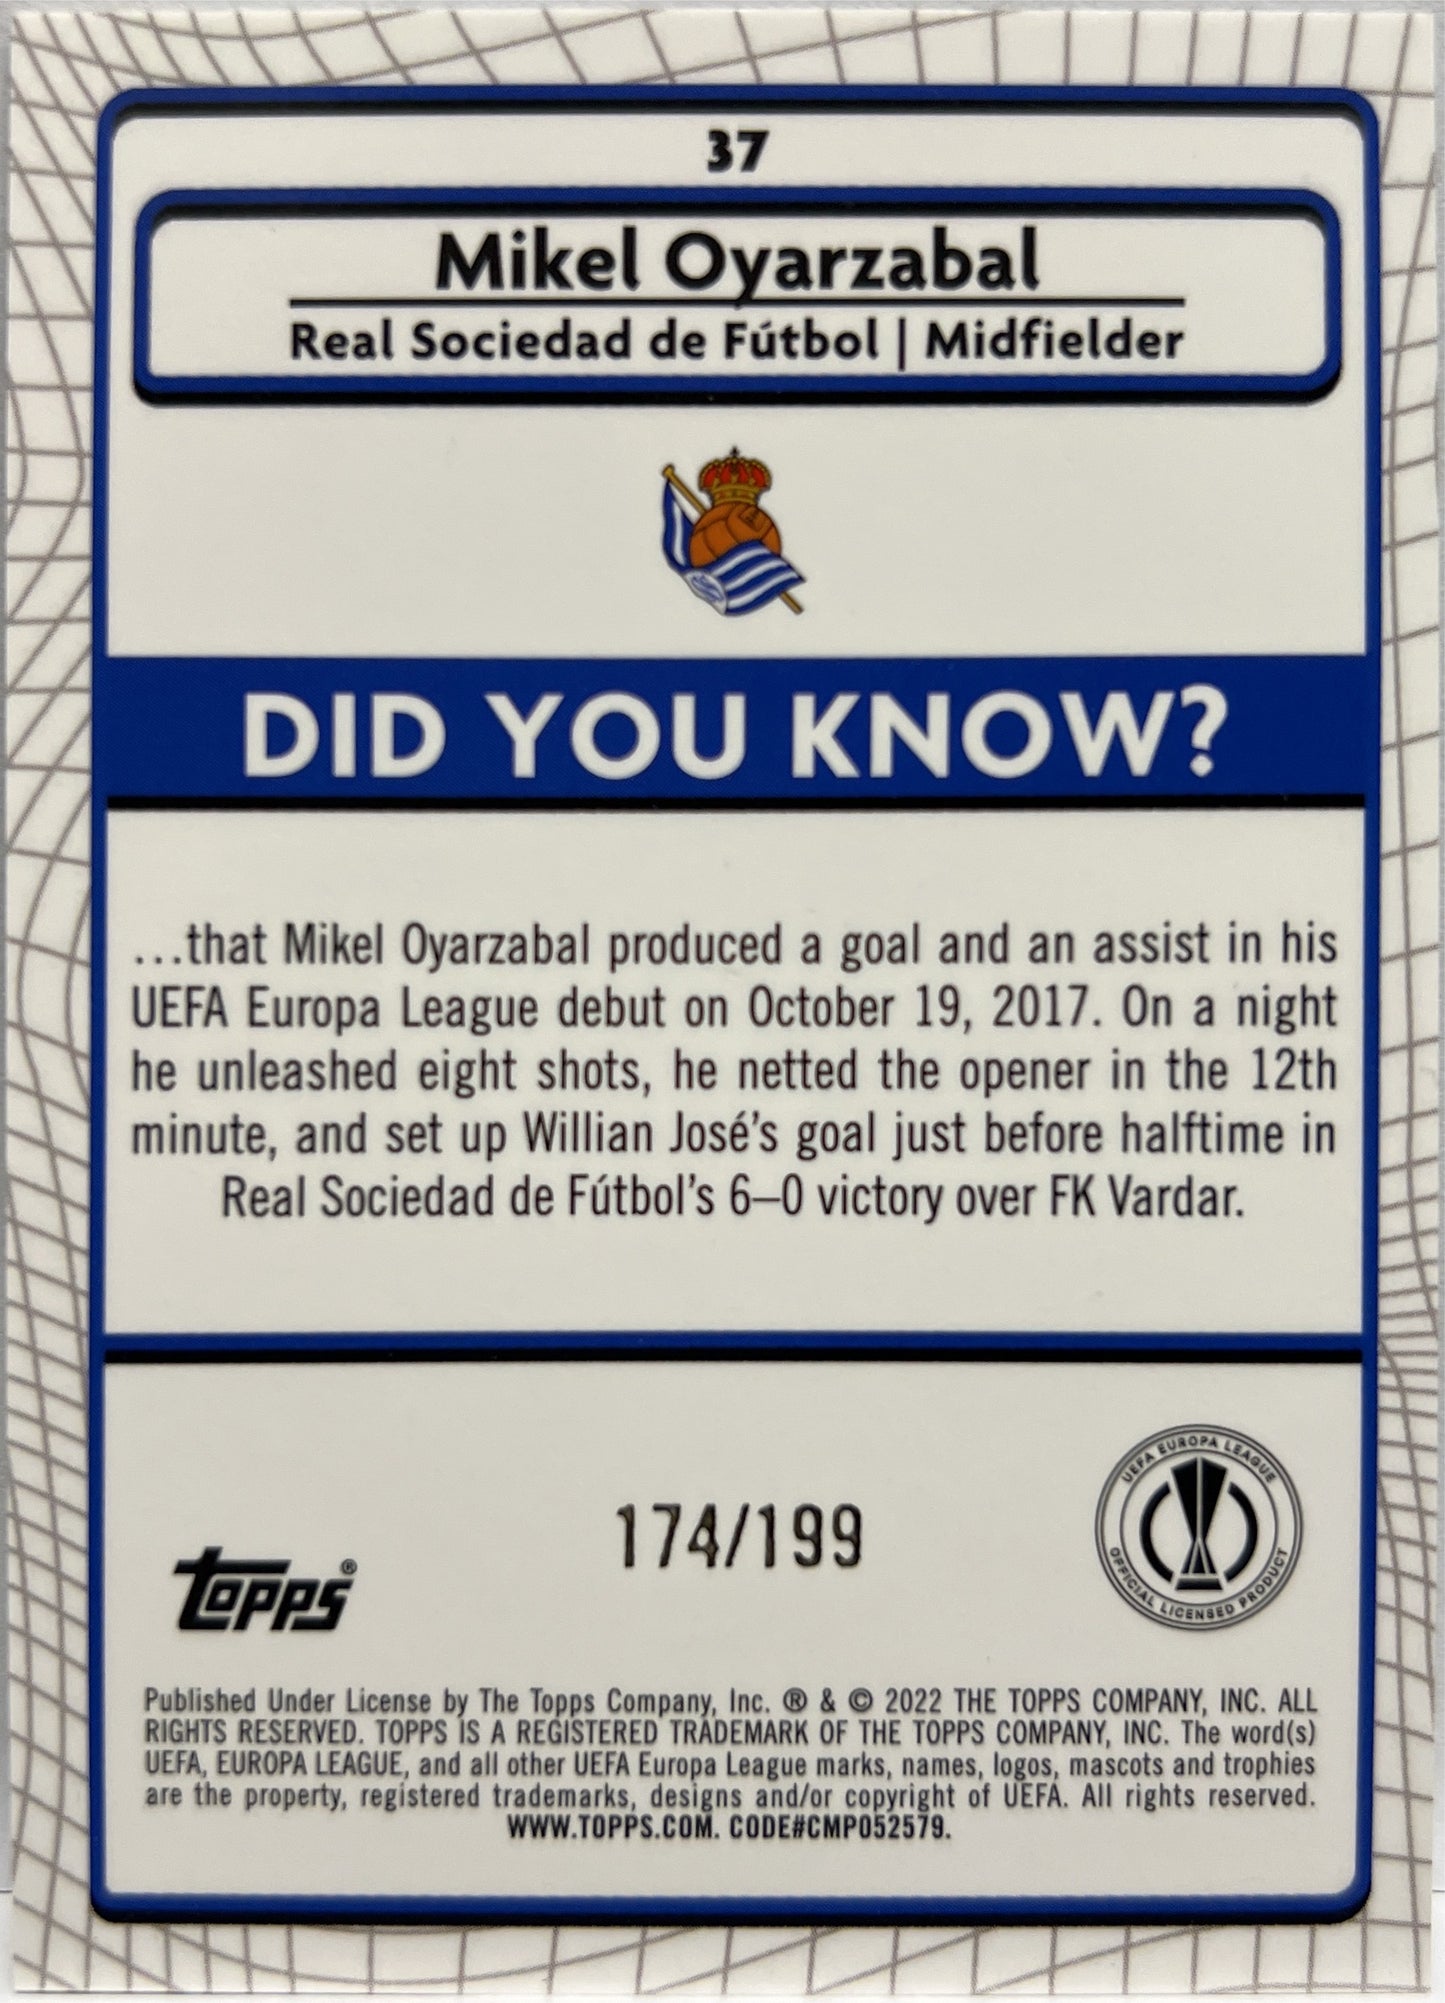 37
Mikel Oyarzabal
Real Sociedad de Fútbol | Midfielder
DID YOU KNOW?
...that Mikel Oyarzabal produced a goal and an assist in his
UEFA Europa League debut on October 19, 2017. On a night
he unleashed eight shots, he netted the opener in the 12th
minute, and set up Willian José's goal just before halftime in
Real Sociedad de Fútbol's 6–0 victory over FK Vardar.
UEFA EUROPA LEAGUE
OFFICIAL LICENSED PRODUCT
174/199
Topps®
Published Under License by The Topps Company, Inc. ® & © 2022 THE TOPPS COMPANY, INC. ALL
RIGHTS RESERVED. TOPPS IS A REGISTERED TRADEMARK OF THE TOPPS COMPANY, INC. The word(s)
UEFA, EUROPA LEAGUE, and all other UEFA Europa League marks, names, logos, mascots and trophies
are the property, registered trademarks, designs and/or copyright of UEFA. All rights reserved.
WWW.TOPPS.COM. CODE#CMP052579.